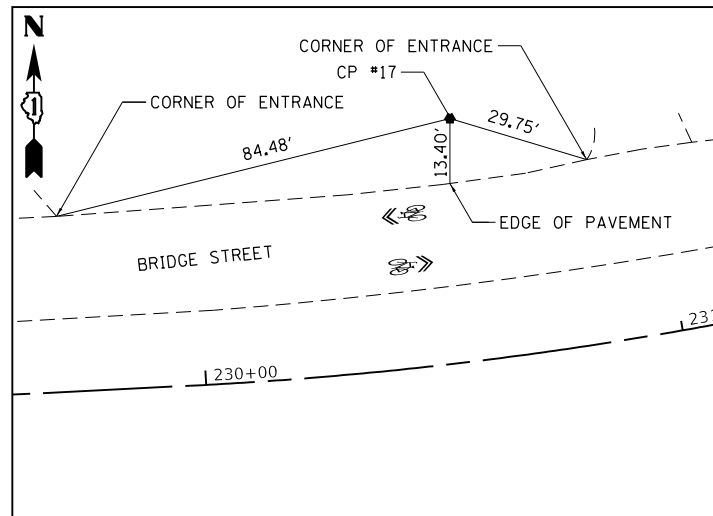 N
CORNER OF ENTRANCE
CP #17
CORNER OF ENTRANCE
84.48'
29.75'
13.40'
EDGE OF PAVEMENT
BRIDGE STREET
230+00